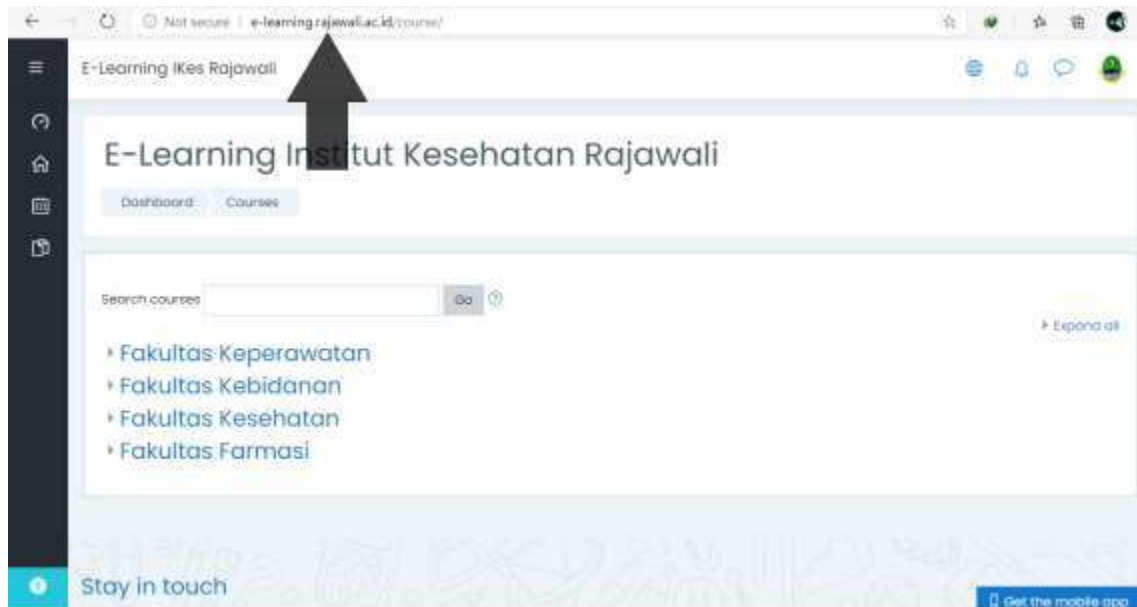 Not secure | e-learning.rajawali.ac.id/course/
E-Learning IKes Rajawali
E-Learning Institut Kesehatan Rajawali
Dashboard Courses
Search courses Go
Expand all
Fakultas Keperawatan
Fakultas Kebidanan
Fakultas Kesehatan
Fakultas Farmasi
Stay in touch
Get the mobile app